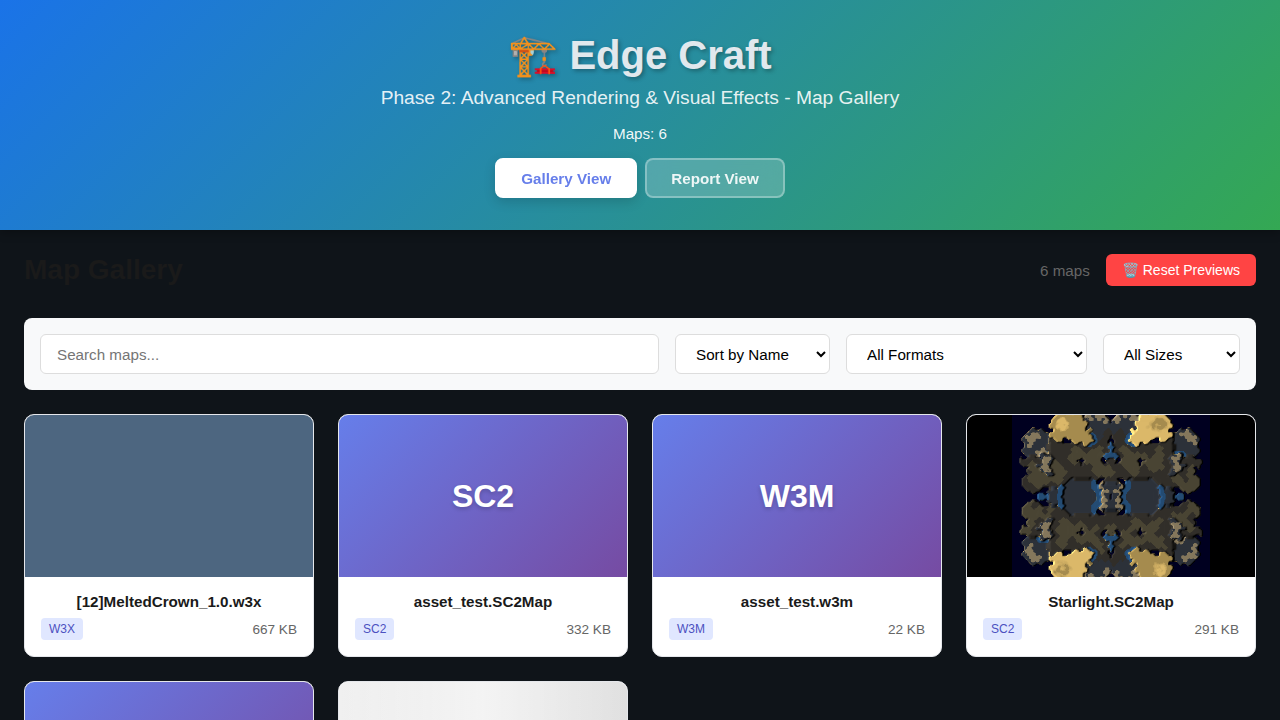 🏗️ Edge Craft
Phase 2: Advanced Rendering & Visual Effects - Map Gallery
Maps: 6
Gallery View
Report View
Map Gallery
6 maps
🗑️ Reset Previews
Search maps...
Sort by Name
All Formats
All Sizes
SC2
W3M
[12]MeltedCrown_1.0.w3x
asset_test.SC2Map
asset_test.w3m
Starlight.SC2Map
W3X
667 KB
SC2
332 KB
W3M
22 KB
SC2
291 KB